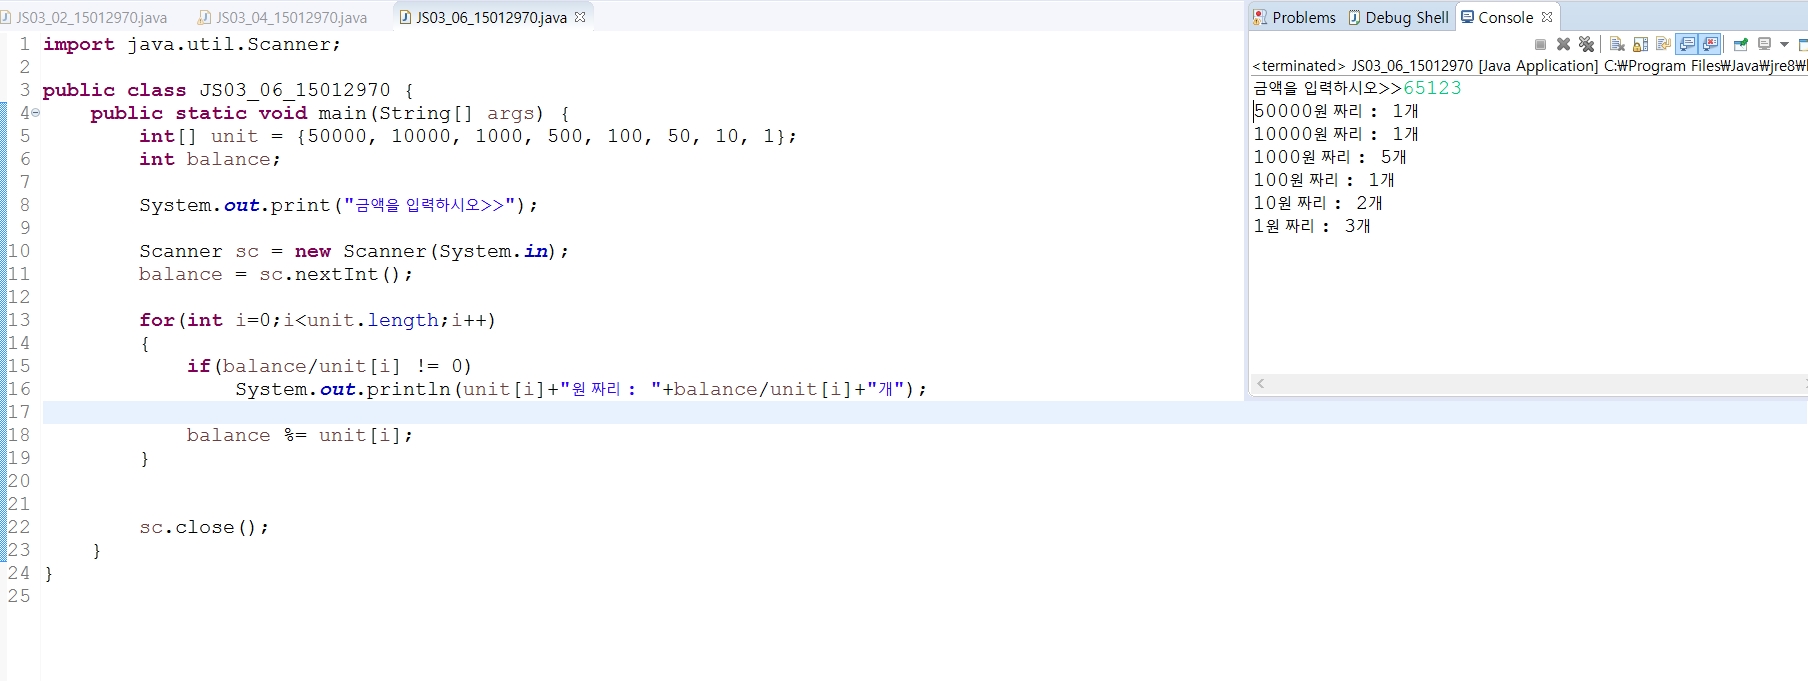 JS03_02_15012970.java JS03_04_15012970.java JS03_06_15012970.java
1 import java.util.Scanner;
2
3 public class JS03_06_15012970 {
4 public static void main(String[] args) {
5 int[] unit = {50000, 10000, 1000, 500, 100, 50, 10, 1};
6 int balance;
7
8 System.out.print("금액을 입력하시오>>");
9
10 Scanner sc = new Scanner(System.in);
11 balance = sc.nextInt();
12
13 for(int i=0;i<unit.length;i++)
14 {
15 if(balance/unit[i] != 0)
16 System.out.println(unit[i]+"원 짜리 : "+balance/unit[i]+"개");
17
18 balance %= unit[i];
19 }
20
21
22 sc.close();
23 }
24 }
25
Problems Debug Shell Console
<terminated> JS03_06_15012970 [Java Application] C:₩Program Files₩Java₩jre8₩
금액을 입력하시오>>65123
50000원 짜리 : 1개
10000원 짜리 : 1개
1000원 짜리 : 5개
100원 짜리 : 1개
10원 짜리 : 2개
1원 짜리 : 3개